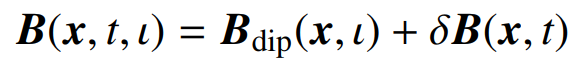 B(x, t, ι) = B_dip(x, ι) + δB(x, t)